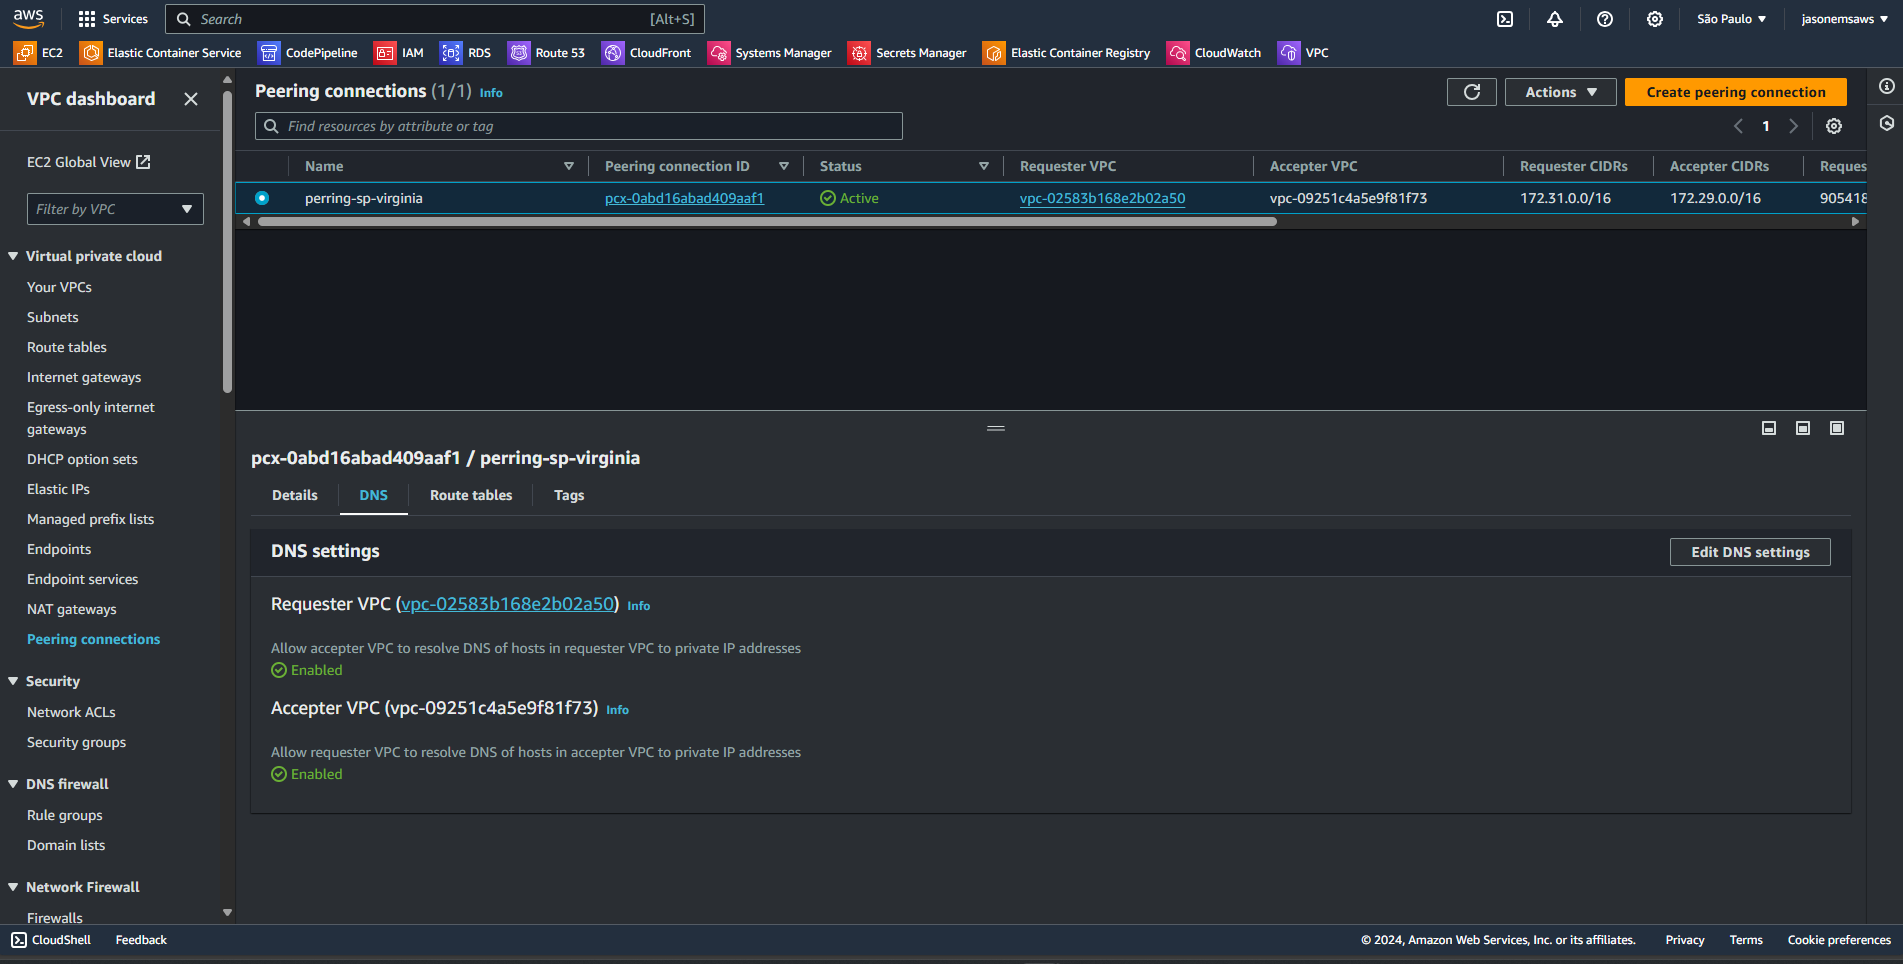 aws
Services
Search
[Alt+S]
São Paulo
jasonemsaws
EC2
Elastic Container Service
CodePipeline
IAM
RDS
Route 53
CloudFront
Systems Manager
Secrets Manager
Elastic Container Registry
CloudWatch
VPC
VPC dashboard
EC2 Global View
Filter by VPC
Virtual private cloud
Your VPCs
Subnets
Route tables
Internet gateways
Egress-only internet
gateways
DHCP option sets
Elastic IPs
Managed prefix lists
Endpoints
Endpoint services
NAT gateways
Peering connections
Security
Network ACLs
Security groups
DNS firewall
Rule groups
Domain lists
Network Firewall
Firewalls
Peering connections (1/1) Info
Actions
Create peering connection
Find resources by attribute or tag
1
Name
Peering connection ID
Status
Requester VPC
Accepter VPC
Requester CIDRs
Accepter CIDRs
Reques
perring-sp-virginia
pcx-0abd16abad409aaf1
Active
vpc-02583b168e2b02a50
vpc-09251c4a5e9f81f73
172.31.0.0/16
172.29.0.0/16
905418
pcx-0abd16abad409aaf1 / perring-sp-virginia
Details
DNS
Route tables
Tags
DNS settings
Edit DNS settings
Requester VPC (vpc-02583b168e2b02a50) Info
Allow accepter VPC to resolve DNS of hosts in requester VPC to private IP addresses
Enabled
Accepter VPC (vpc-09251c4a5e9f81f73) Info
Allow requester VPC to resolve DNS of hosts in accepter VPC to private IP addresses
Enabled
CloudShell
Feedback
© 2024, Amazon Web Services, Inc. or its affiliates.
Privacy
Terms
Cookie preferences